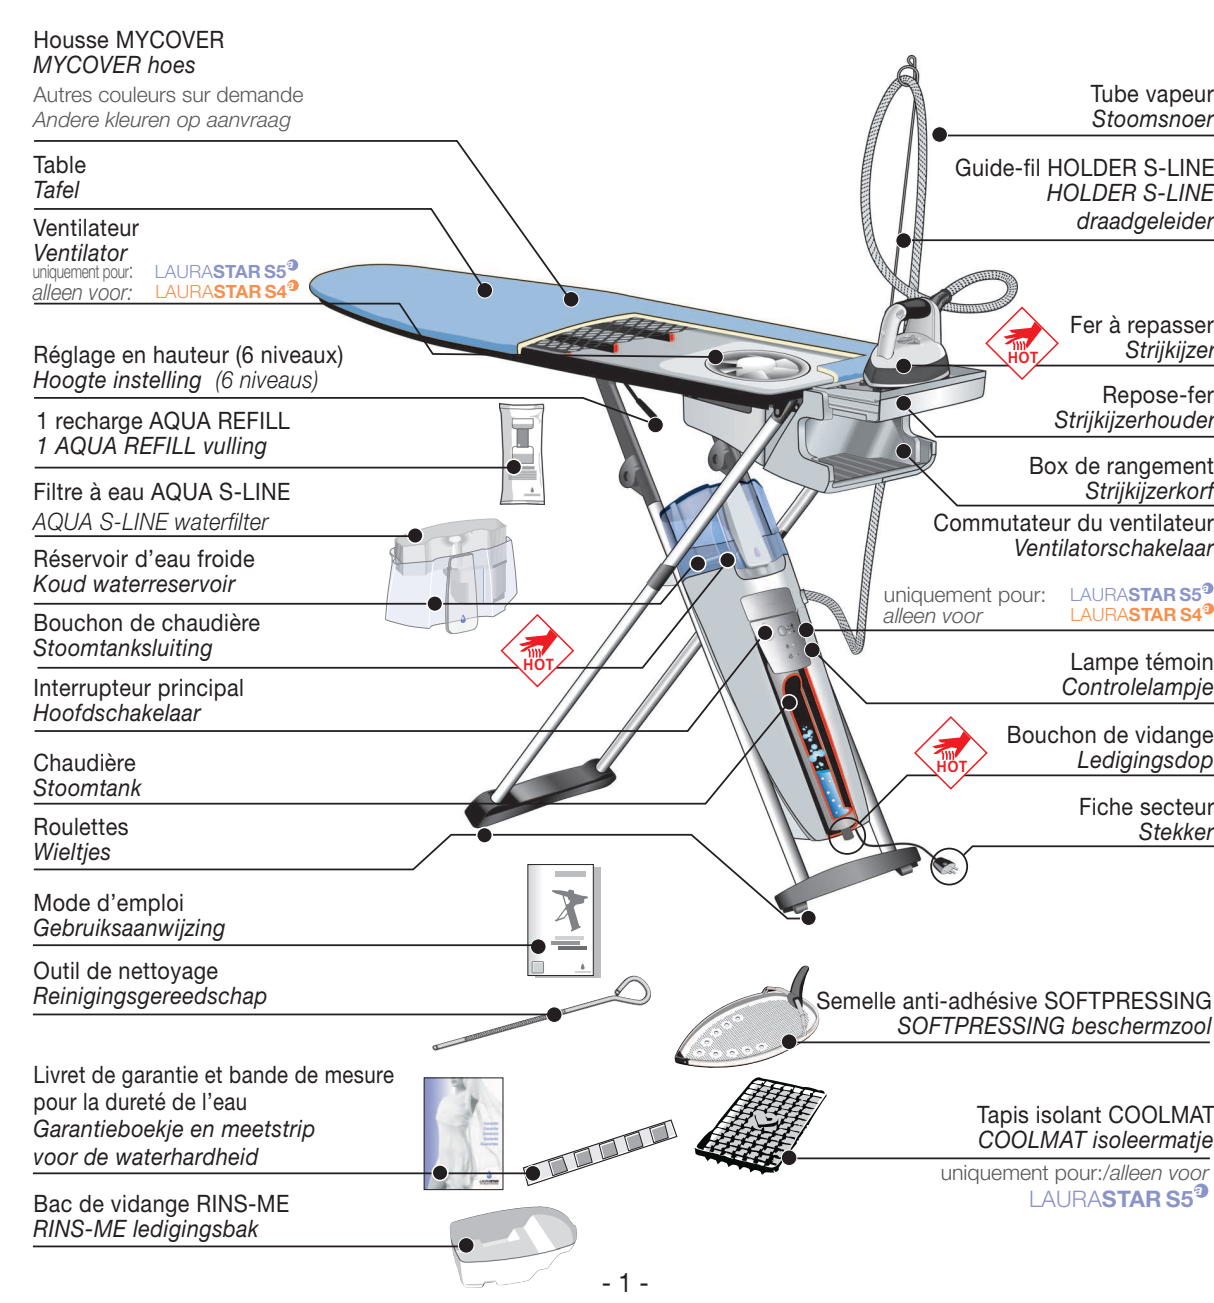 Housse MYCOVER
MYCOVER hoes
Autres couleurs sur demande
Andere kleuren op aanvraag
Table
Tafel
Ventilateur
Ventilator
uniquement pour: LAURASTAR S5a
alleen voor: LAURASTAR S4a
Réglage en hauteur (6 niveaux)
Hoogte instelling (6 niveaus)
1 recharge AQUA REFILL
1 AQUA REFILL vulling
Filtre à eau AQUA S-LINE
AQUA S-LINE waterfilter
Réservoir d'eau froide
Koud waterreservoir
Bouchon de chaudière
Stoomtanksluiting
HOT
Interrupteur principal
Hoofdschakelaar
Chaudière
Stoomtank
Roulettes
Wieltjes
Mode d'emploi
Gebruiksaanwijzing
Outil de nettoyage
Reinigingsgereedschap
Livret de garantie et bande de mesure
pour la dureté de l'eau
Garantieboekje en meetstrip
voor de waterhardheid
Bac de vidange RINS-ME
RINS-ME ledigingsbak
Tube vapeur
Stoomsnoer
Guide-fil HOLDER S-LINE
HOLDER S-LINE
draadgeleider
HOT
Fer à repasser
Strijkijzer
Repose-fer
Strijkijzerhouder
Box de rangement
Strijkijzerkorf
Commutateur du ventilateur
Ventilatorschakelaar
uniquement pour: LAURASTAR S5a
alleen voor LAURASTAR S4a
Lampe témoin
Controlelampje
HOT
Bouchon de vidange
Ledigingsdop
Fiche secteur
Stekker
Semelle anti-adhésive SOFTPRESSING
SOFTPRESSING beschermzool
Tapis isolant COOLMAT
COOLMAT isoleermatje
uniquement pour:/alleen voor
LAURASTAR S5a
- 1 -